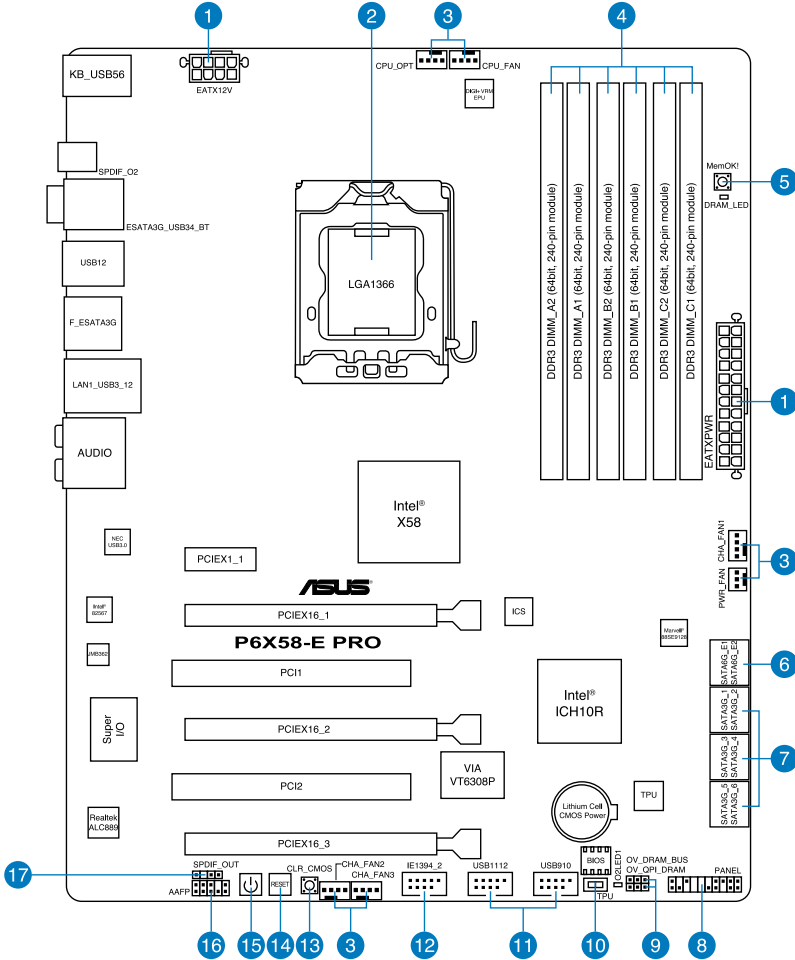 1
2
3
4
KB_USB56
EATX12V
CPU_OPT
CPU_FAN
DIGI+ VRM
EPU
SPDIF_O2
MemOK!
5
DRAM_LED
ESATA3G_USB34_BT
USB12
LGA1366
DDR3 DIMM_A2 (64bit, 240-pin module)
DDR3 DIMM_A1 (64bit, 240-pin module)
DDR3 DIMM_B2 (64bit, 240-pin module)
DDR3 DIMM_B1 (64bit, 240-pin module)
DDR3 DIMM_C2 (64bit, 240-pin module)
DDR3 DIMM_C1 (64bit, 240-pin module)
F_ESATA3G
LAN1_USB3_12
1
EATXPWR
AUDIO
Intel®
X58
NEC
USB3.0
PCIEX1_1
CHA_FAN1
PWR_FAN
3
ASUS
Intel®
82567
PCIEX16_1
ICS
P6X58-E PRO
Marvell®
88SE9128
JMB362
PCI1
SATA6G_E1
SATA6G_E2
6
Super
I/O
Intel®
ICH10R
SATA3G_1
SATA3G_2
PCIEX16_2
SATA3G_3
SATA3G_4
7
VIA
VT6308P
PCI2
TPU
SATA3G_5
SATA3G_6
Lithium Cell
CMOS Power
Realtek
ALC889
PCIEX16_3
17
SPDIF_OUT
CLR_CMOS
CHA_FAN2
CHA_FAN3
IE1394_2
USB1112
USB910
BIOS
O2LED1
OV_DRAM_BUS
OV_QPI_DRAM
PANEL
AAFP
RESET
TPU
16
15
14
13
3
12
11
10
9
8